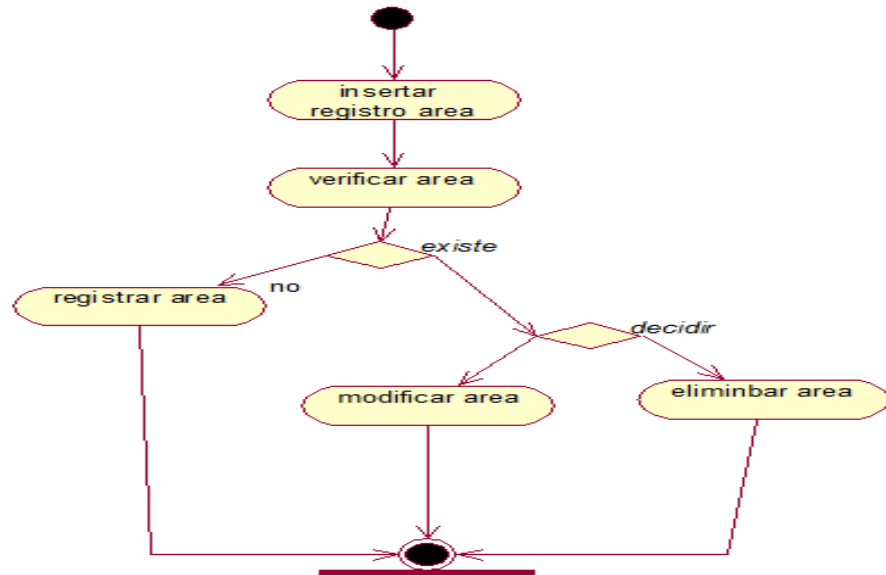 insertar
registro area
verificar area
existe
no
registrar area
decidir
modificar area
eliminbar area